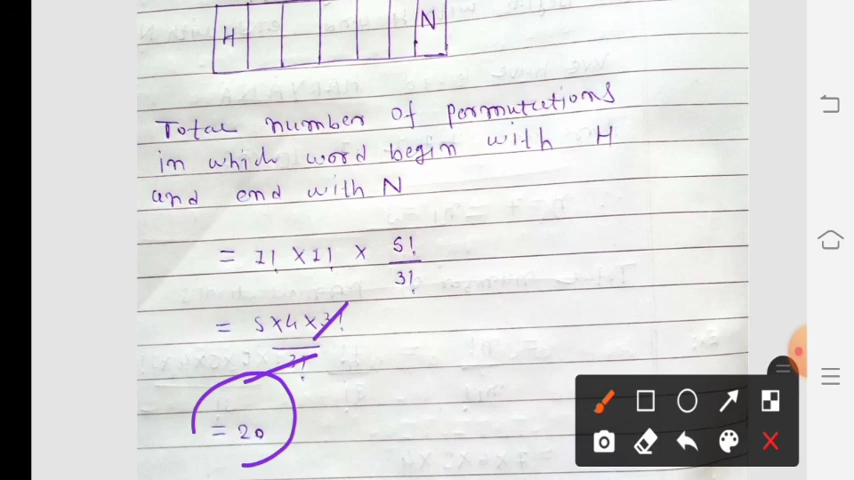 H N
Total number of permutations
in which word begin with H
and end with N
= 1! × 1! × 5!
3!
= 5×4×3!
3!
= 20